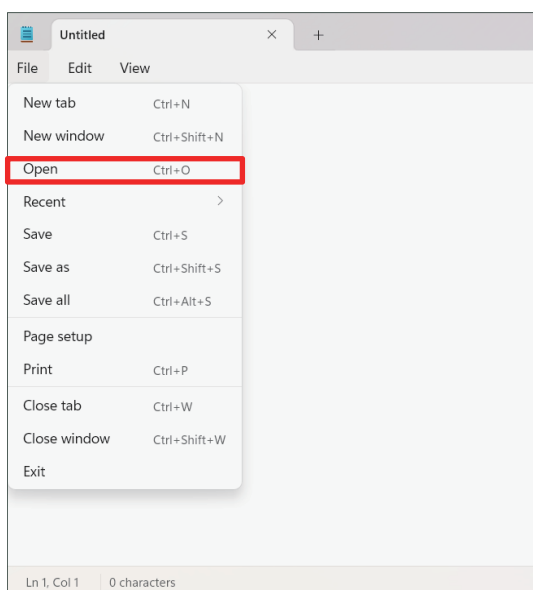 Untitled
File Edit View
New tab Ctrl+N
New window Ctrl+Shift+N
Open Ctrl+O
Recent
Save Ctrl+S
Save as Ctrl+Shift+S
Save all Ctrl+Alt+S
Page setup
Print Ctrl+P
Close tab Ctrl+W
Close window Ctrl+Shift+W
Exit
Ln 1, Col 1 0 characters